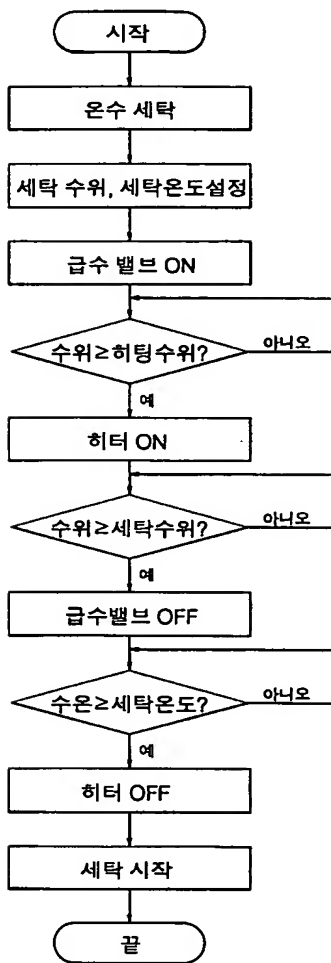 시작
온수 세탁
세탁 수위, 세탁온도설정
급수 밸브 ON
수위≥히팅수위?
아니오
예
히터 ON
수위≥세탁수위?
아니오
예
급수밸브 OFF
수온≥세탁온도?
아니오
예
히터 OFF
세탁 시작
끝